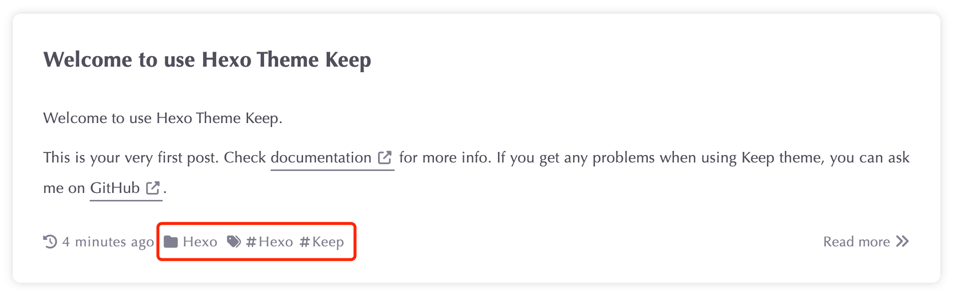 Welcome to use Hexo Theme Keep
Welcome to use Hexo Theme Keep.
This is your very first post. Check documentation for more info. If you get any problems when using Keep theme, you can ask
me on GitHub .
4 minutes ago Hexo #Hexo #Keep Read more